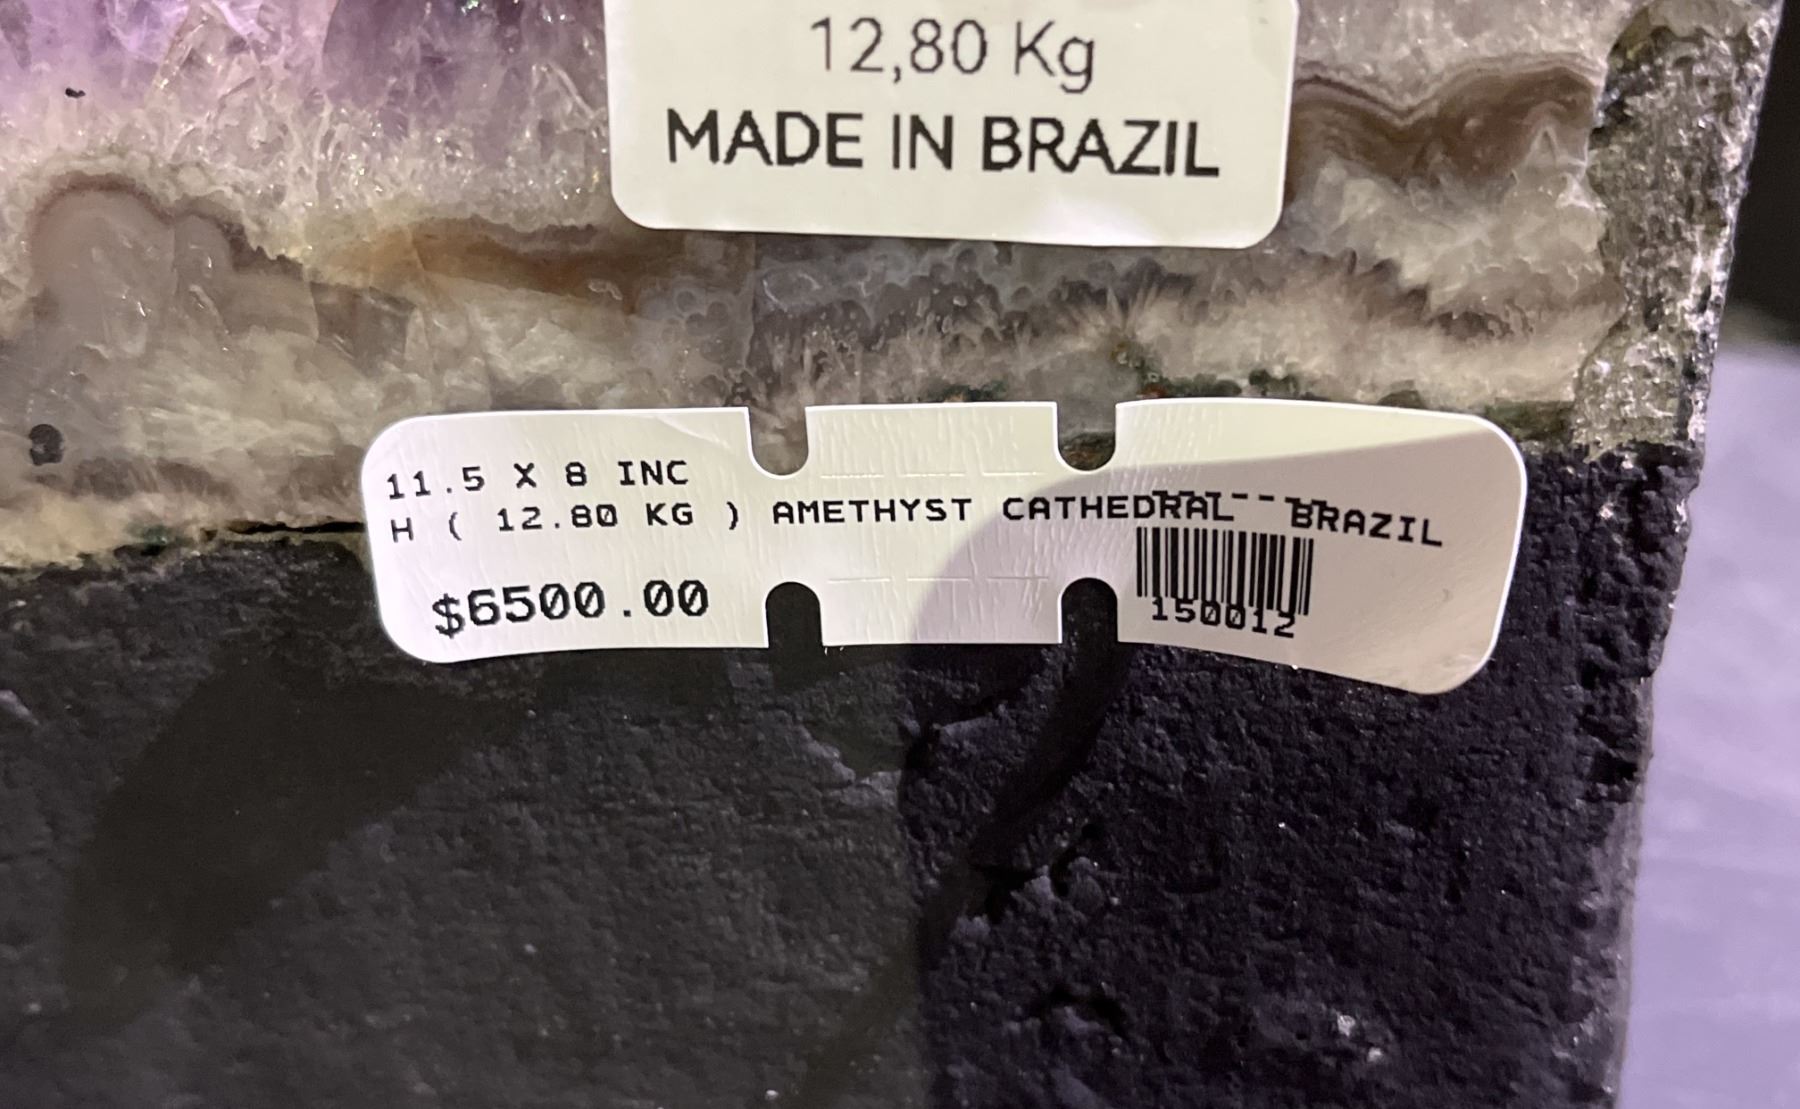 12,80 Kg
MADE IN BRAZIL
11.5 X 8 INC
H ( 12.80 KG ) AMETHYST CATHEDRAL--BRAZIL
$6500.00
150012